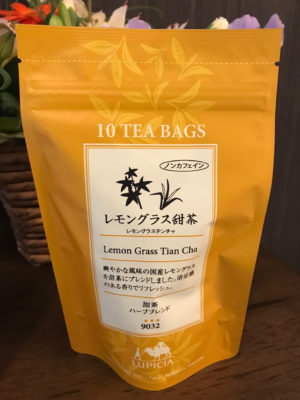 10 TEA BAGS
ノンカフェイン
レモングラス甜茶
レモングラステンチャ
Lemon Grass Tian Cha
爽やかな風味の国産レモングラス
を甜茶にブレンドしました。清涼感
のある香りでリフレッシュ。
甜茶
ハーブブレンド
9032
LUPICIA